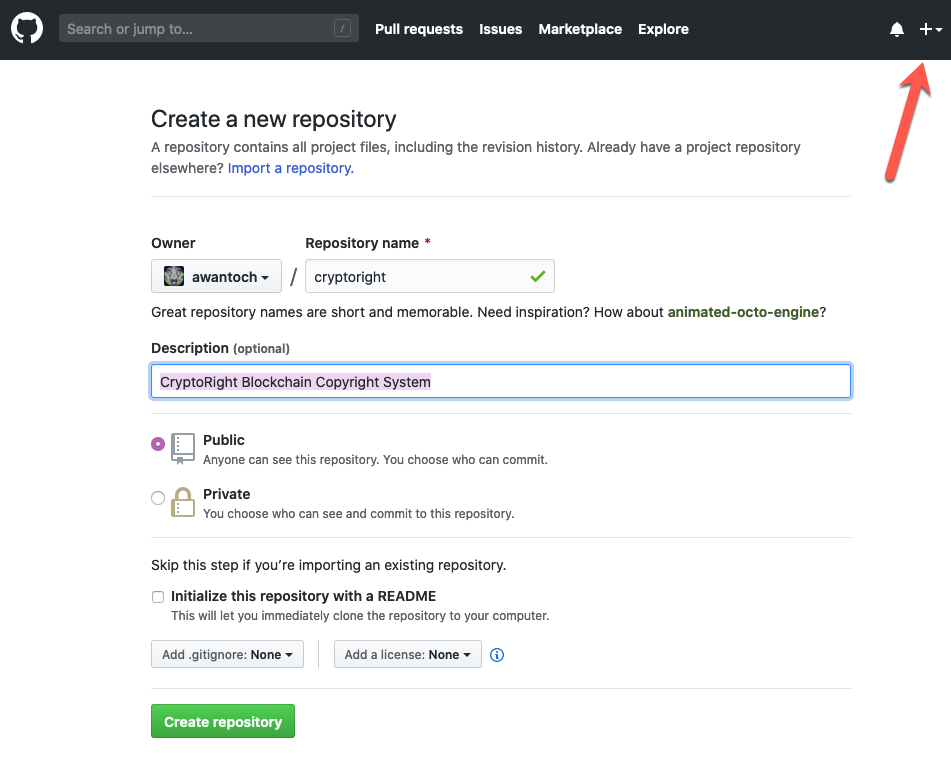 Search or jump to... / Pull requests Issues Marketplace Explore
Create a new repository
A repository contains all project files, including the revision history. Already have a project repository
elsewhere? Import a repository.
Owner Repository name *
awantoch / cryptoright
Great repository names are short and memorable. Need inspiration? How about animated-octo-engine?
Description (optional)
CryptoRight Blockchain Copyright System
Public
Anyone can see this repository. You choose who can commit.
Private
You choose who can see and commit to this repository.
Skip this step if you’re importing an existing repository.
Initialize this repository with a README
This will let you immediately clone the repository to your computer.
Add .gitignore: None Add a license: None
Create repository